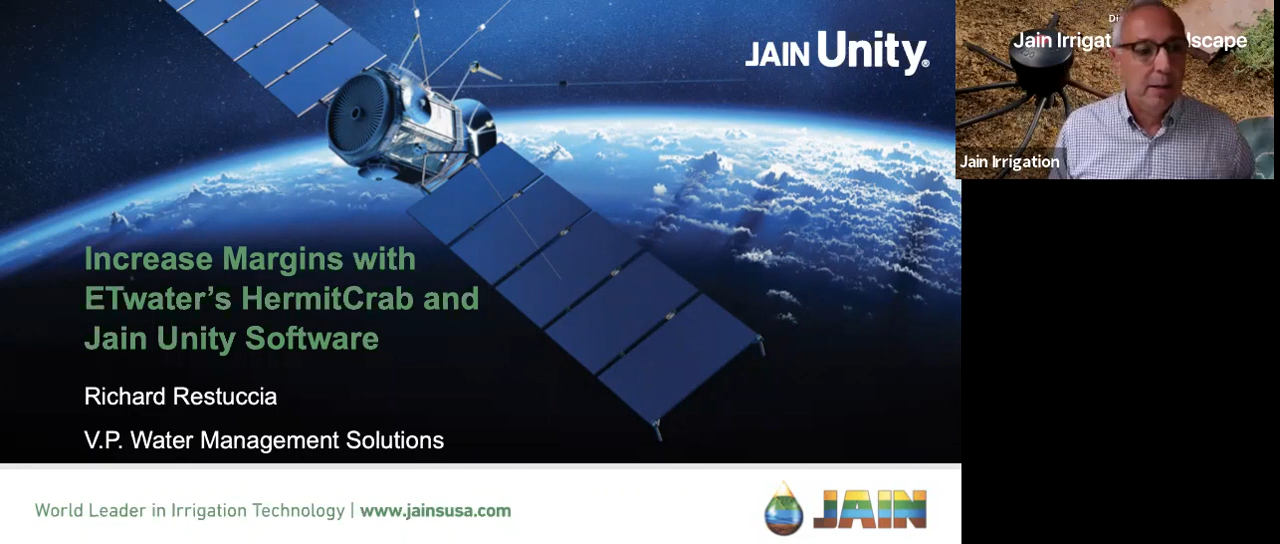 JAIN Unity®
Increase Margins with
ETwater's HermitCrab and
Jain Unity Software
Richard Restuccia
V.P. Water Management Solutions
World Leader in Irrigation Technology | www.jainsusa.com
JAIN
Jain Irrigation